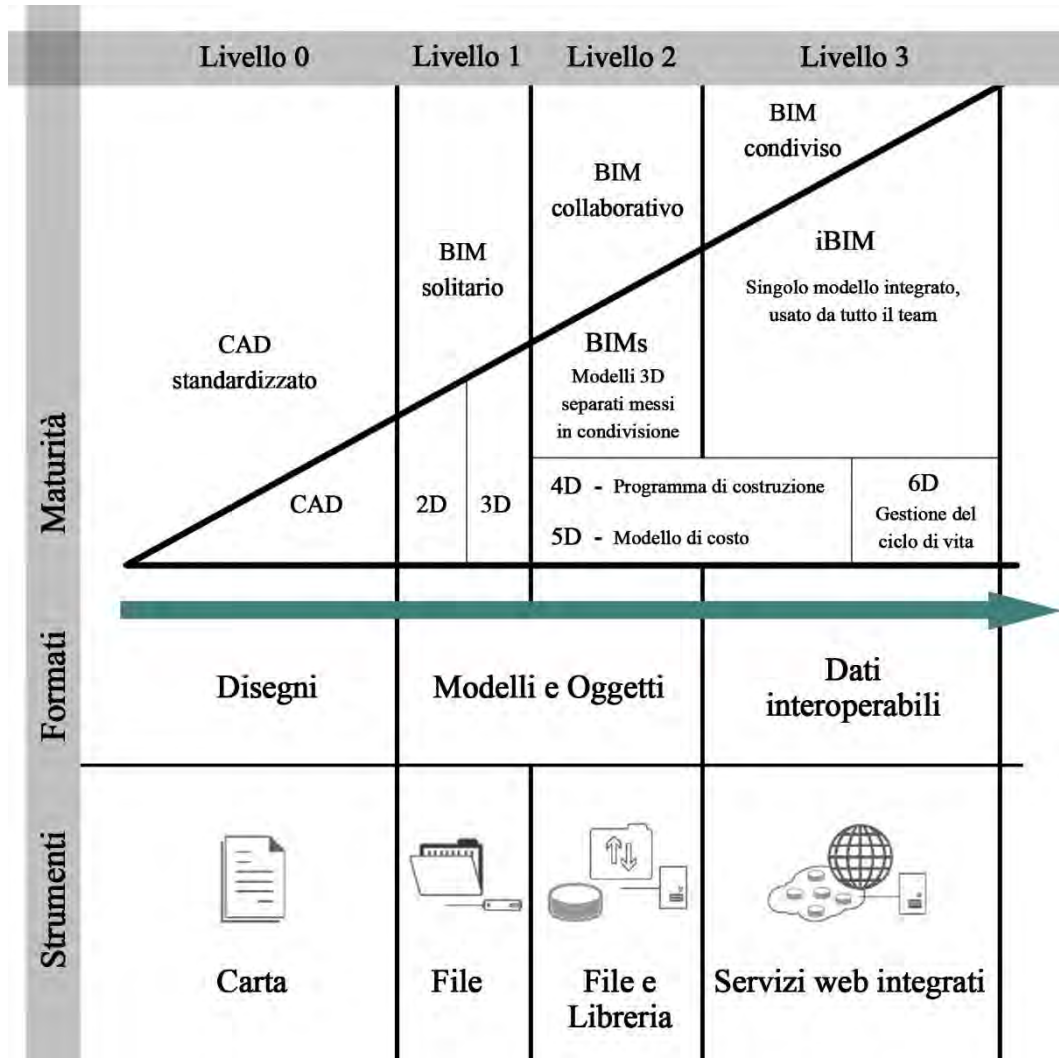 Livello 0
Livello 1
Livello 2
Livello 3
Maturità
CAD
standardizzato
BIM
solitario
BIM
collaborativo
BIM
condiviso
CAD
2D
3D
BIMs
Modelli 3D
separati messi
in condivisione
iBIM
Singolo modello integrato,
usato da tutto il team
4D - Programma di costruzione
5D - Modello di costo
6D
Gestione del
ciclo di vita
Formati
Disegni
Modelli e Oggetti
Dati
interoperabili
Strumenti
Carta
File
File e
Libreria
Servizi web integrati